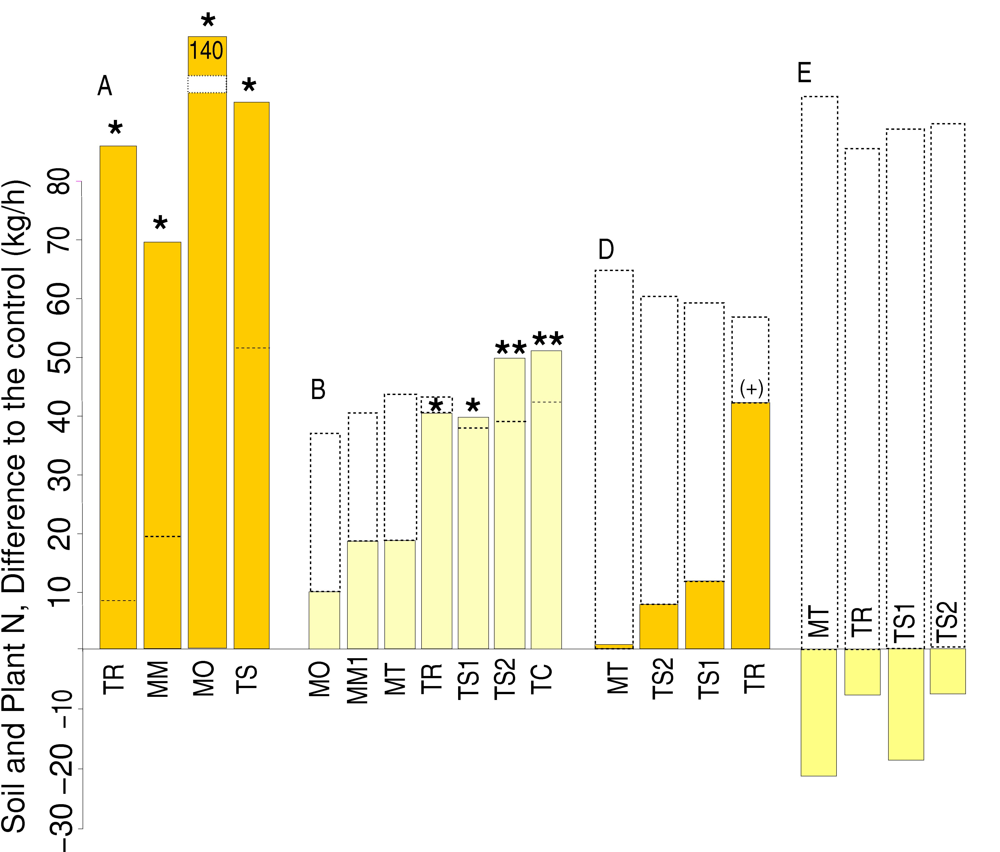 Soil and Plant N, Difference to the control (kg/h)
80
70
60
50
40
30
20
10
−10
−20
−30
A
*
*
*
140
*
TR
MM
MO
TS
B
*
*
**
**
MO
MM1
MT
TR
TS1
TS2
TC
D
(+)
MT
TS2
TS1
TR
E
MT
TR
TS1
TS2